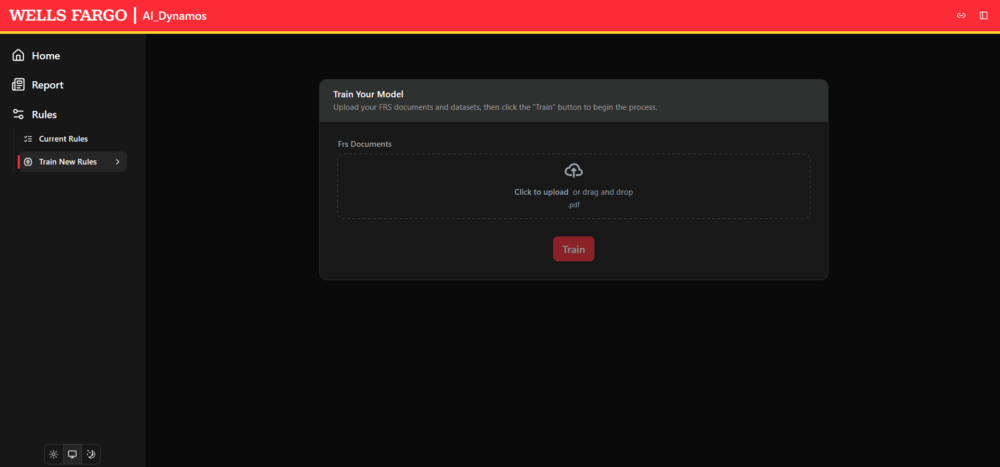 WELLS FARGO
AI_Dynamos
Home
Report
Rules
Current Rules
Train New Rules
Train Your Model
Upload your FRS documents and datasets, then click the "Train" button to begin the process.
Frs Documents
Click to upload or drag and drop
.pdf
Train